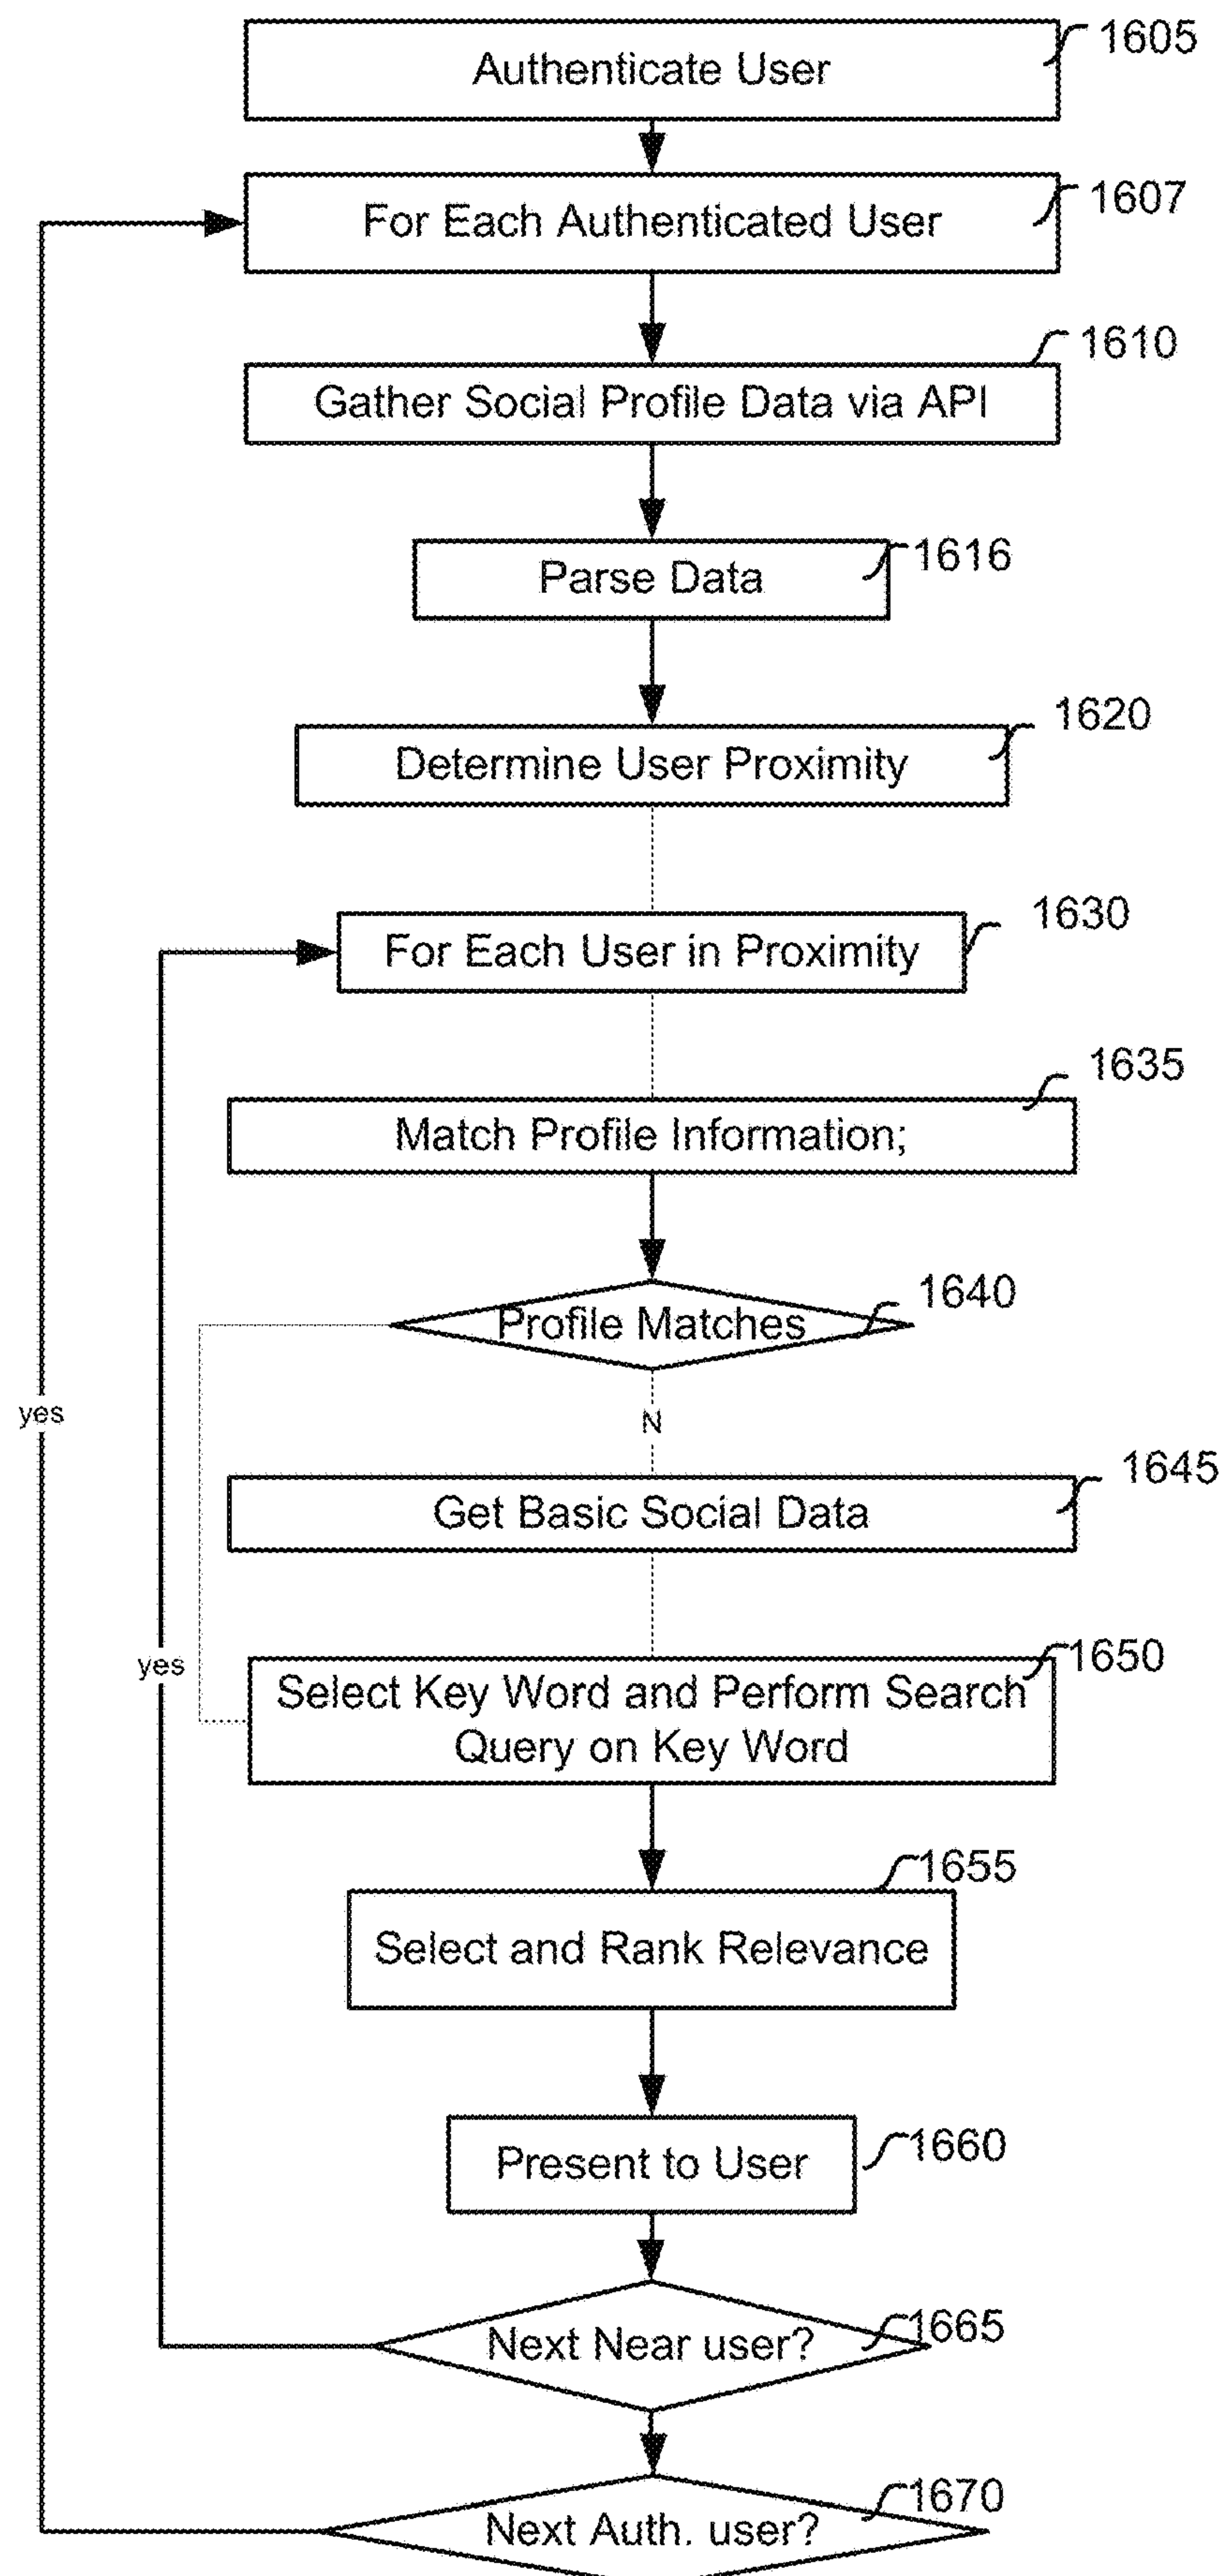 Authenticate User
1605
For Each Authenticated User
1607
1610
Gather Social Profile Data via API
Parse Data
1616
1620
Determine User Proximity
1630
For Each User in Proximity
1635
Match Profile Information;
1640
Profile Matches
yes
N
1645
Get Basic Social Data
yes
1650
Select Key Word and Perform Search
Query on Key Word
1655
Select and Rank Relevance
Present to User
1660
Next Near user?
1665
Next Auth. user?
1670